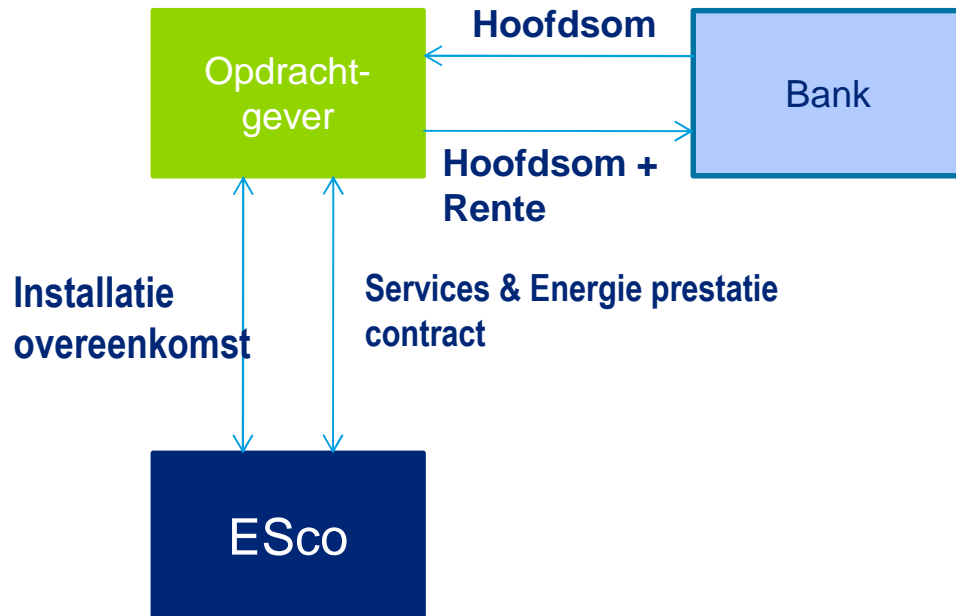 Hoofdsom
Opdracht-
gever
Bank
Hoofdsom +
Rente
Installatie
overeenkomst
Services & Energie prestatie
contract
ESco